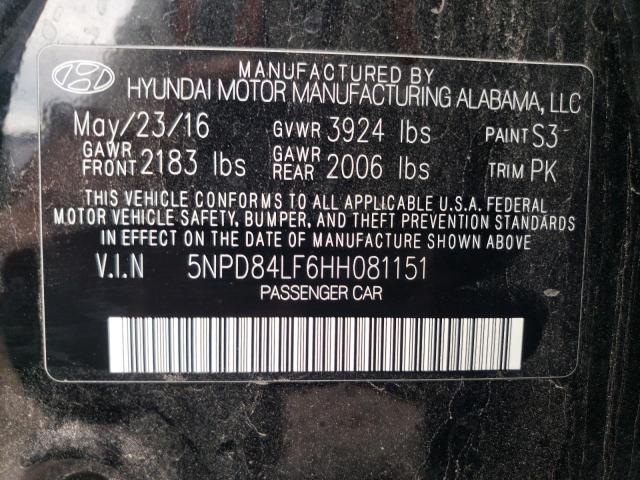 MANUFACTURED BY
HYUNDAI MOTOR MANUFACTURING ALABAMA, LLC
May/23/16 GVWR 3924 lbs PAINT S3
GAWR FRONT 2183 lbs GAWR REAR 2006 lbs TRIM PK
THIS VEHICLE CONFORMS TO ALL APPLICABLE U.S.A. FEDERAL
MOTOR VEHICLE SAFETY, BUMPER, AND THEFT PREVENTION STANDARDS
IN EFFECT ON THE DATE OF MANUFACTURE SHOWN ABOVE
V.I.N 5NPD84LF6HH081151
PASSENGER CAR